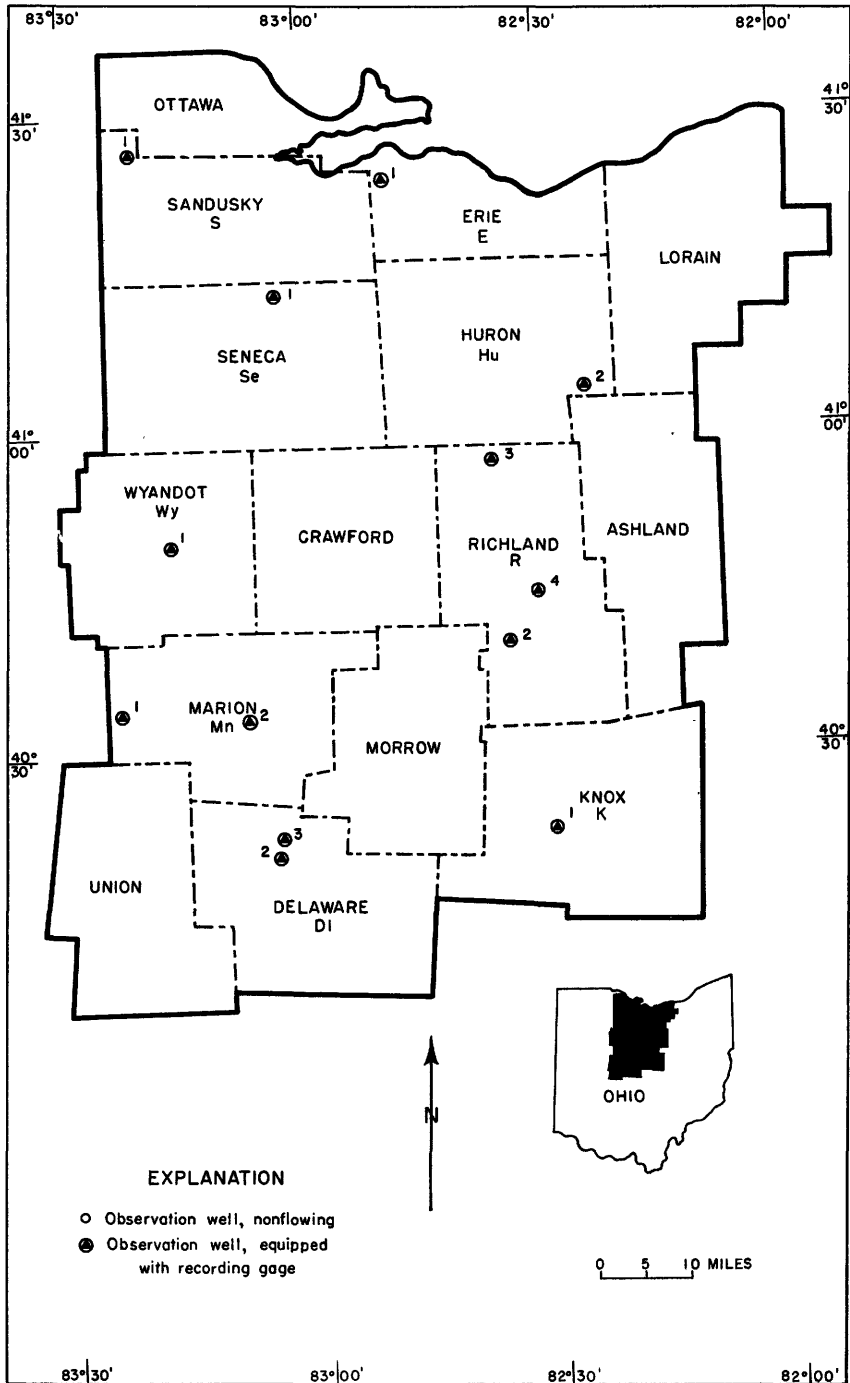 83°30' 83°00' 82°30' 82°00'
41°
30'
41°
30'
OTTAWA
1
1
SANDUSKY
S
ERIE
E
LORAIN
1
SENECA
Se
HURON
Hu
2
41°
00'
41°
00'
3
WYANDOT
Wy
1
CRAWFORD
RICHLAND
R
ASHLAND
4
2
1
MARION
Mn
2
MORROW
40°
30'
40°
30'
KNOX
K
1
3
2
UNION
DELAWARE
Dl
OHIO
N
EXPLANATION
Observation well, nonflowing
Observation well, equipped
with recording gage
0 5 10 MILES
83°30' 83°00' 82°30' 82°00'